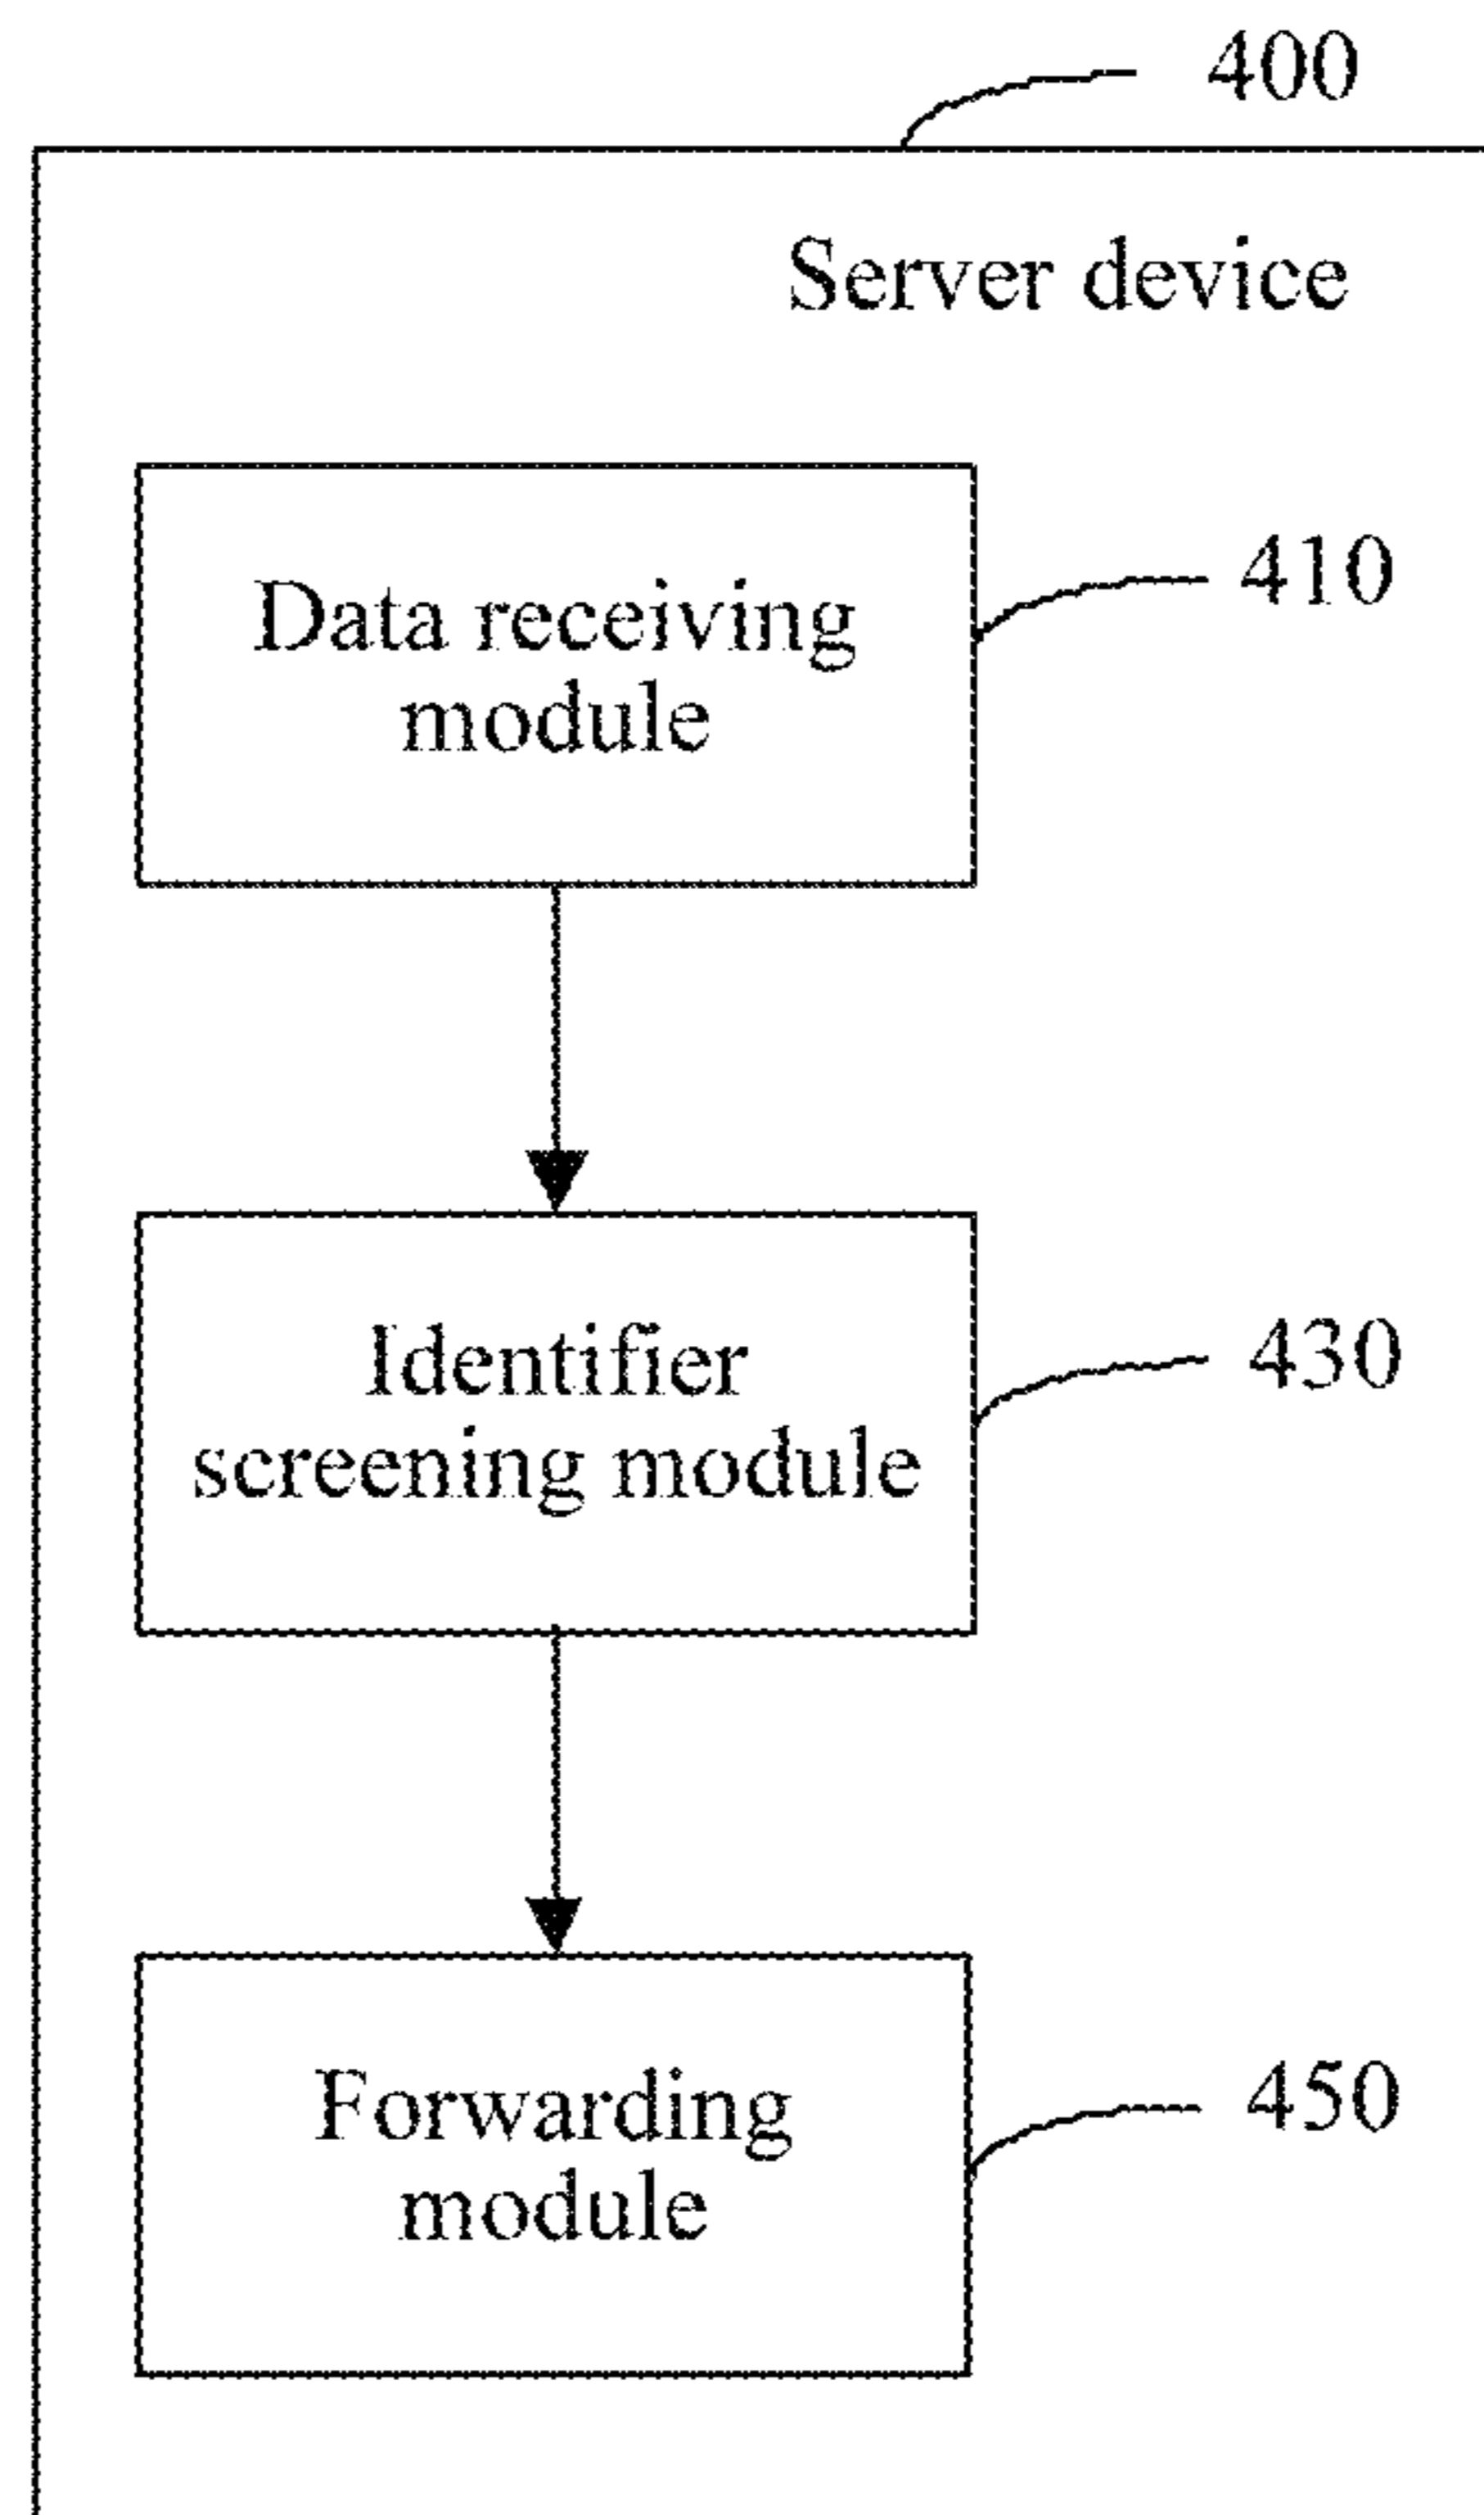 400
Server device
410
Data receiving
module
430
Identifier
screening module
450
Forwarding
module